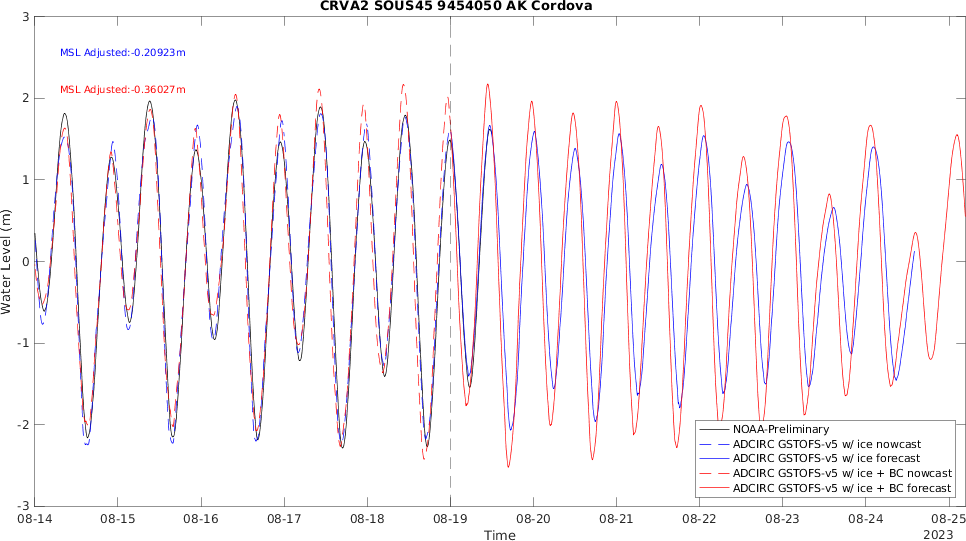 CRVA2 SOUS45 9454050 AK Cordova
3
2
1
0
-1
-2
-3
Water Level (m)
MSL Adjusted:-0.20923m
MSL Adjusted:-0.36027m
NOAA-Preliminary
ADCIRC GSTOFS-v5 w/ ice nowcast
ADCIRC GSTOFS-v5 w/ ice forecast
ADCIRC GSTOFS-v5 w/ ice + BC nowcast
ADCIRC GSTOFS-v5 w/ ice + BC forecast
08-14 08-15 08-16 08-17 08-18 08-19 08-20 08-21 08-22 08-23 08-24 08-25
Time
2023